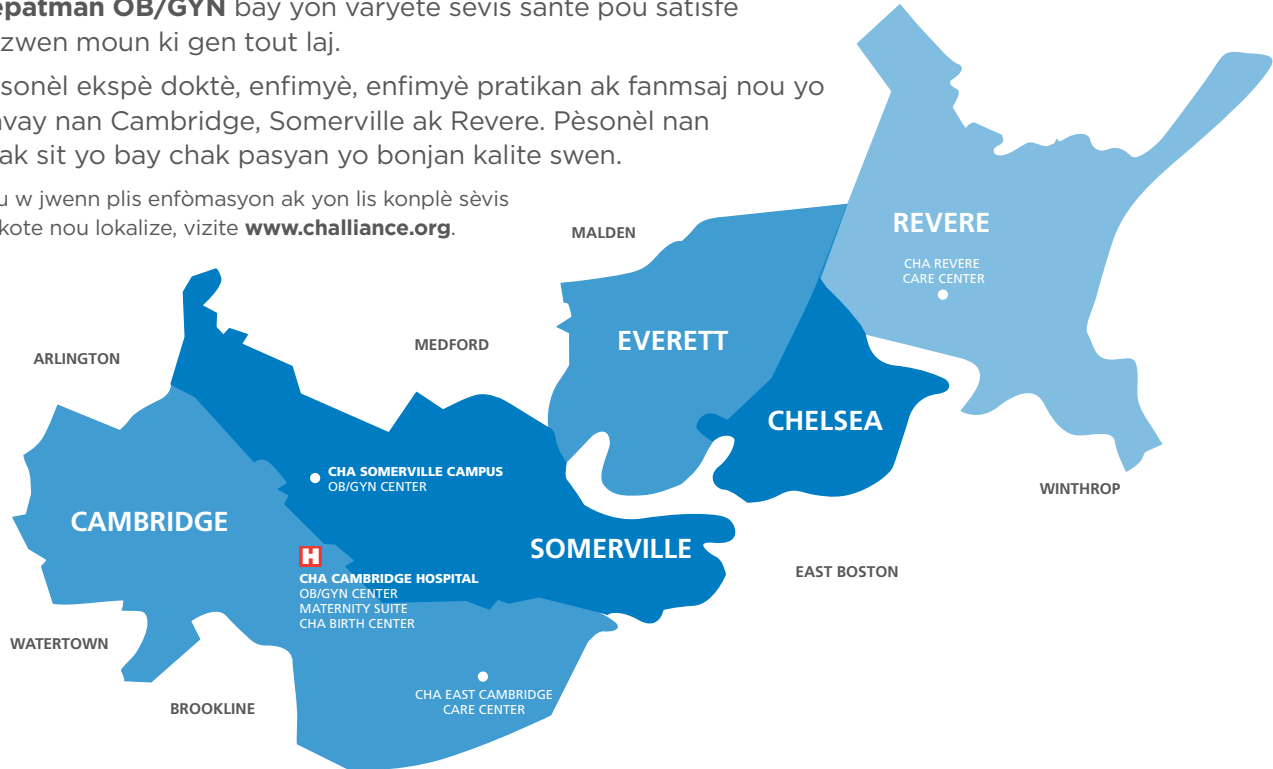 epatman OB/GYN bay yon varyete sèvis sante pou satisfè
zwen moun ki gen tout laj.
sonèl ekspè doktè, enfimyè, enfimyè pratikan ak fanmsaj nou yo
avay nan Cambridge, Somerville ak Revere. Pèsonèl nan
ak sit yo bay chak pasyan yo bonjan kalite swen.
u w jwenn plis enfòmasyon ak yon lis konplè sèvis
kote nou lokalize, vizite www.challiance.org.
MALDEN
REVERE
CHA REVERE
CARE CENTER
EVERETT
MEDFORD
ARLINGTON
CHELSEA
CHA SOMERVILLE CAMPUS
OB/GYN CENTER
WINTHROP
CAMBRIDGE
SOMERVILLE
H
CHA CAMBRIDGE HOSPITAL
OB/GYN CENTER
MATERNITY SUITE
CHA BIRTH CENTER
EAST BOSTON
WATERTOWN
CHA EAST CAMBRIDGE
CARE CENTER
BROOKLINE